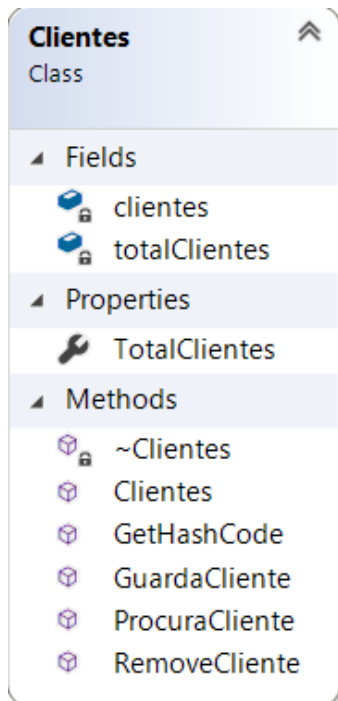 Clientes
Class
Fields
clientes
totalClientes
Properties
TotalClientes
Methods
~Clientes
Clientes
GetHashCode
GuardaCliente
ProcuraCliente
RemoveCliente